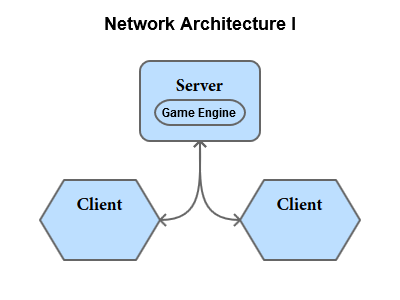 Network Architecture I
Server
Game Engine
Client
Client